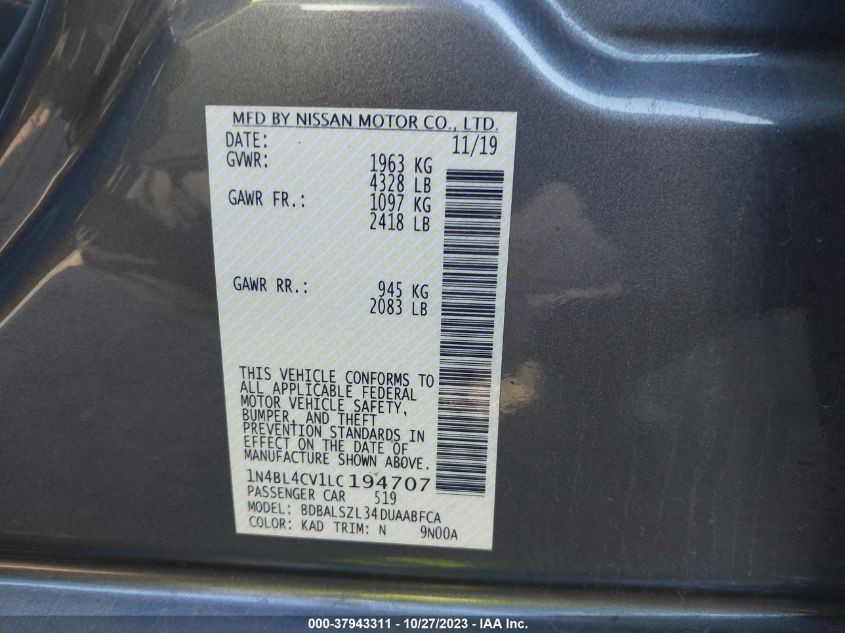 MFD BY NISSAN MOTOR CO., LTD.
DATE: 11/19
GVWR: 1963 KG
4328 LB
GAWR FR.: 1097 KG
2418 LB
GAWR RR.: 945 KG
2083 LB
THIS VEHICLE CONFORMS TO
ALL APPLICABLE FEDERAL
MOTOR VEHICLE SAFETY,
BUMPER, AND THEFT
PREVENTION STANDARDS IN
EFFECT ON THE DATE OF
MANUFACTURE SHOWN ABOVE.
1N4BL4CV1LC194707
PASSENGER CAR 519
MODEL: BDBALSZL34DUAABFCA
COLOR: KAD TRIM: N 9N00A
000-37943311 - 10/27/2023 - IAA Inc.